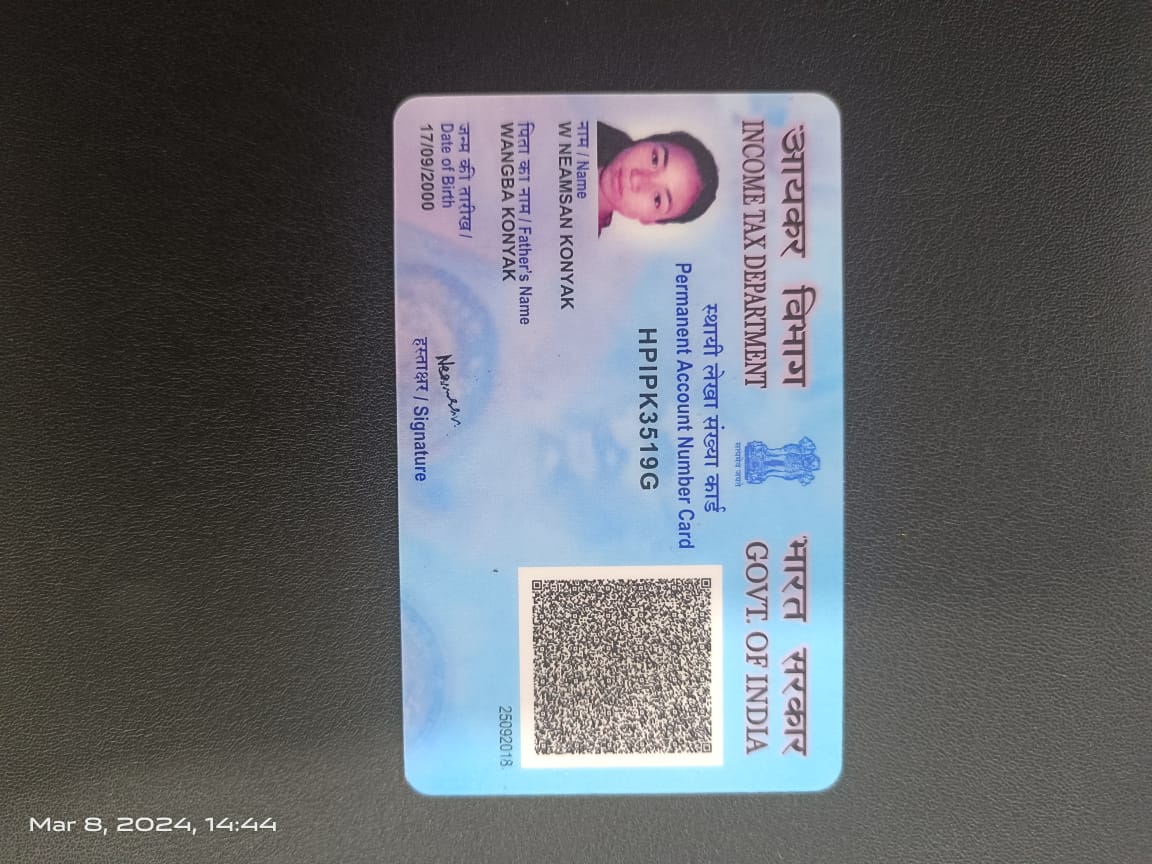 आयकर विभाग
INCOME TAX DEPARTMENT
सत्यमेव जयते
भारत सरकार
GOVT. OF INDIA
स्थायी लेखा संख्या कार्ड
Permanent Account Number Card
HPIPK3519G
नाम / Name
W NEAMSAN KONYAK
पिता का नाम / Father's Name
WANGBA KONYAK
जन्म की तारीख /
Date of Birth
17/09/2000
हस्ताक्षर / Signature
25092018
Mar 8, 2024, 14:44